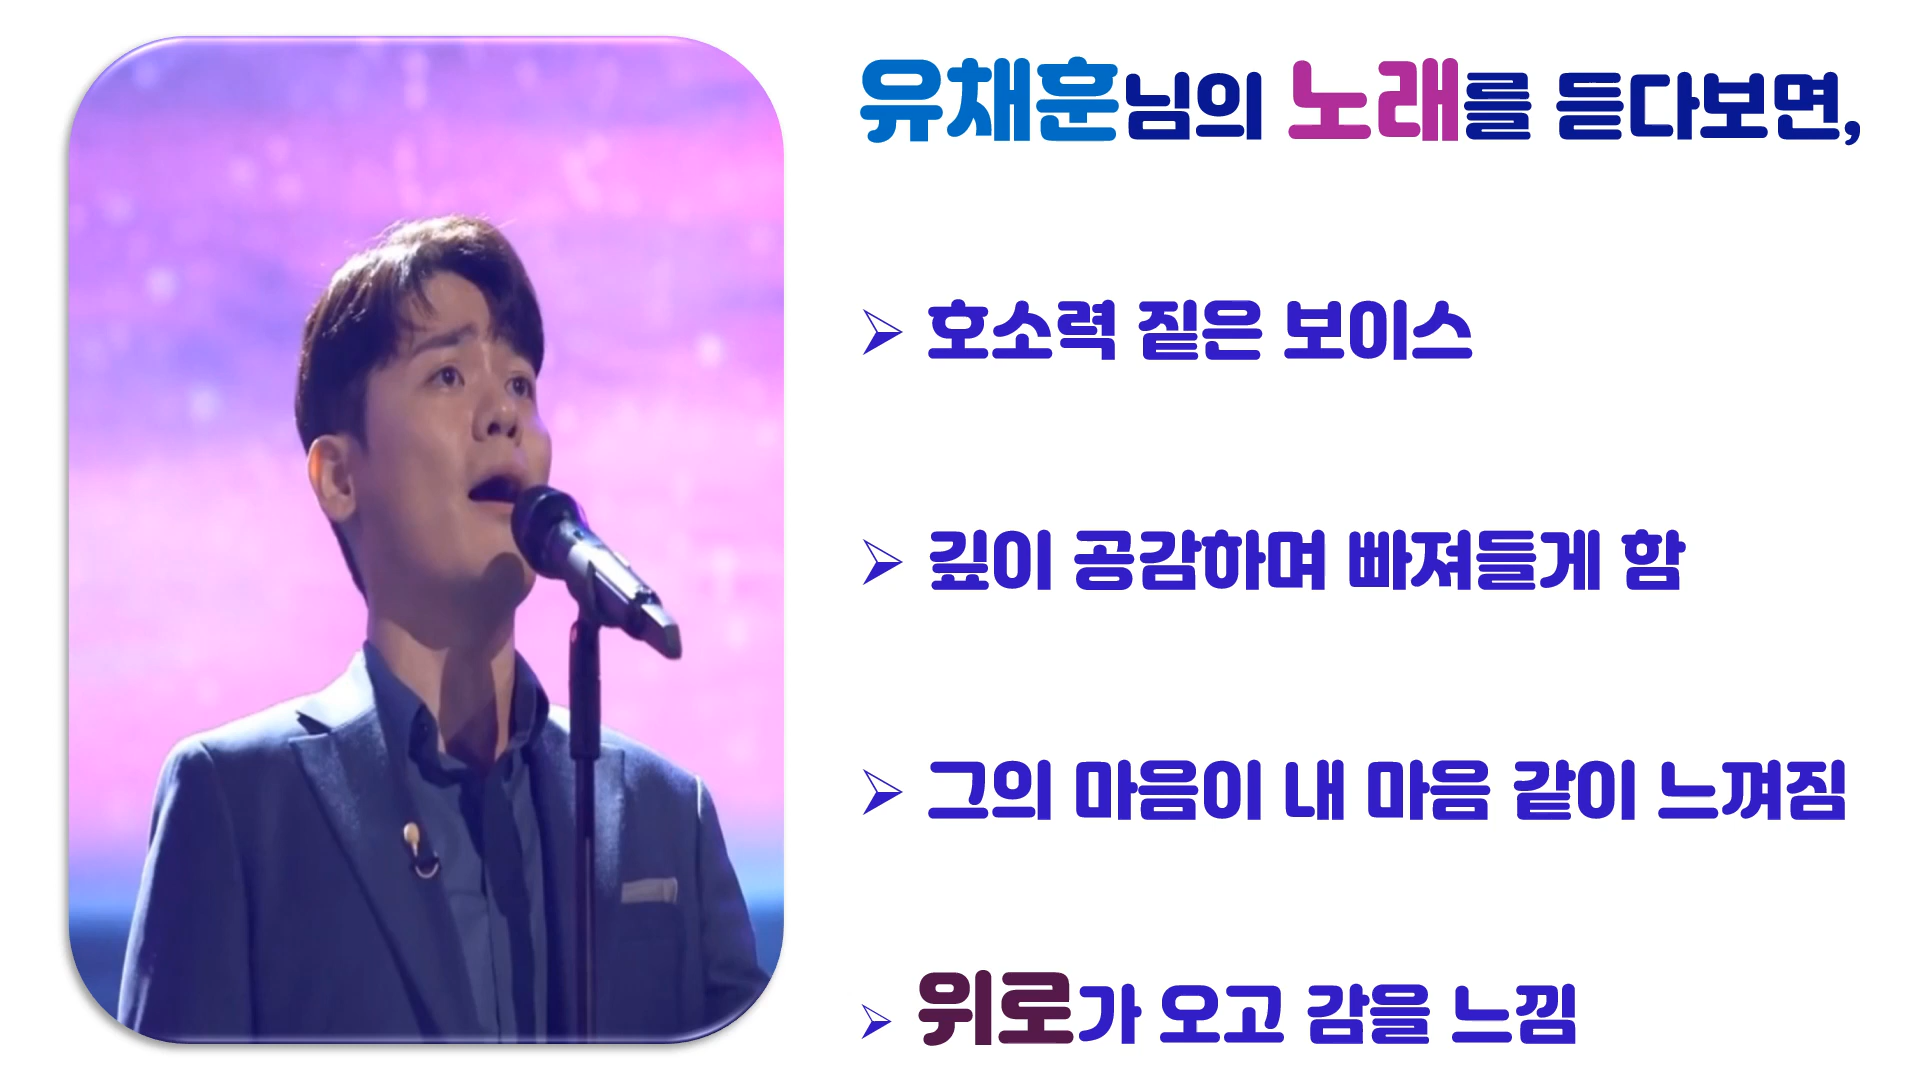 유채훈님의 노래를 듣다보면,
호소력 짙은 보이스
깊이 공감하며 빠져들게 함
그의 마음이 내 마음 같이 느껴짐
위로가 오고 감을 느낌